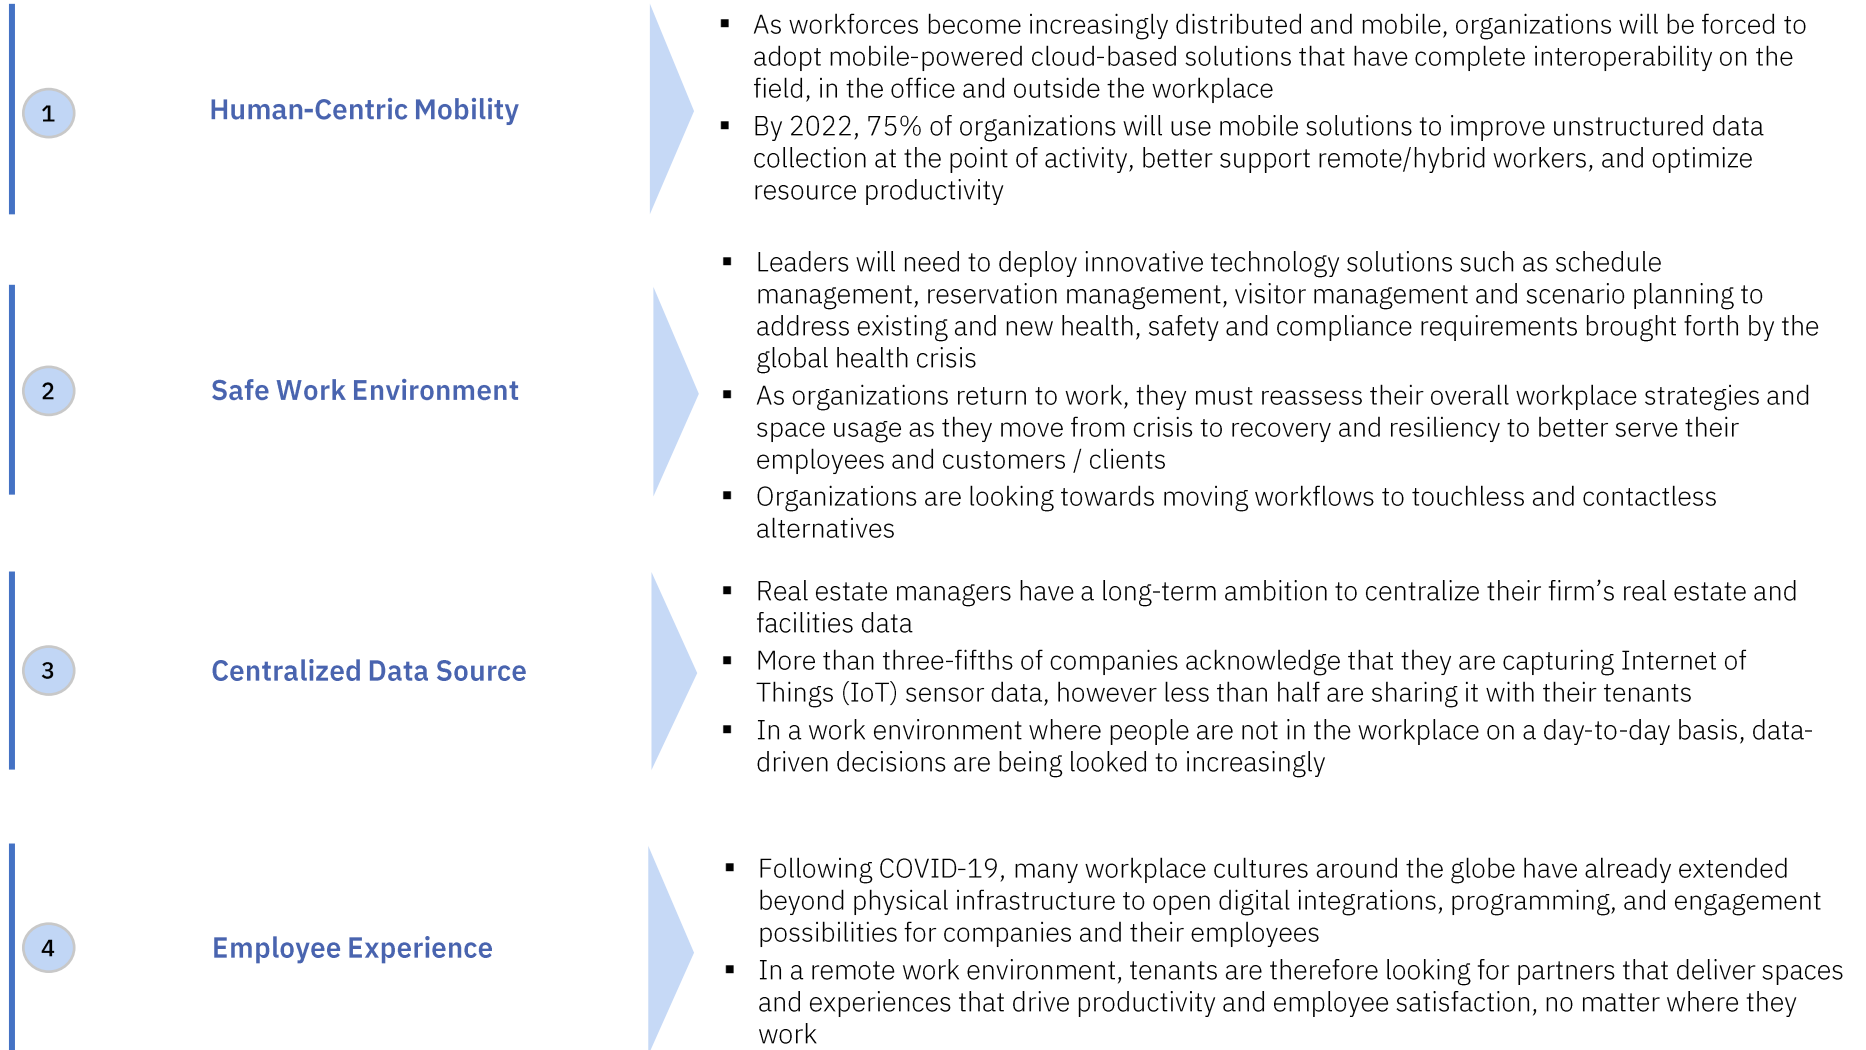 1
Human-Centric Mobility
▪ As workforces become increasingly distributed and mobile, organizations will be forced to
adopt mobile-powered cloud-based solutions that have complete interoperability on the
field, in the office and outside the workplace
▪ By 2022, 75% of organizations will use mobile solutions to improve unstructured data
collection at the point of activity, better support remote/hybrid workers, and optimize
resource productivity
2
Safe Work Environment
▪ Leaders will need to deploy innovative technology solutions such as schedule
management, reservation management, visitor management and scenario planning to
address existing and new health, safety and compliance requirements brought forth by the
global health crisis
▪ As organizations return to work, they must reassess their overall workplace strategies and
space usage as they move from crisis to recovery and resiliency to better serve their
employees and customers / clients
▪ Organizations are looking towards moving workflows to touchless and contactless
alternatives
3
Centralized Data Source
▪ Real estate managers have a long-term ambition to centralize their firm’s real estate and
facilities data
▪ More than three-fifths of companies acknowledge that they are capturing Internet of
Things (IoT) sensor data, however less than half are sharing it with their tenants
▪ In a work environment where people are not in the workplace on a day-to-day basis, data-
driven decisions are being looked to increasingly
4
Employee Experience
▪ Following COVID-19, many workplace cultures around the globe have already extended
beyond physical infrastructure to open digital integrations, programming, and engagement
possibilities for companies and their employees
▪ In a remote work environment, tenants are therefore looking for partners that deliver spaces
and experiences that drive productivity and employee satisfaction, no matter where they
work